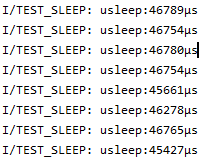 I/TEST_SLEEP: usleep:46789μs
I/TEST_SLEEP: usleep:46754μs
I/TEST_SLEEP: usleep:46780μs
I/TEST_SLEEP: usleep:46754μs
I/TEST_SLEEP: usleep:45661μs
I/TEST_SLEEP: usleep:46278μs
I/TEST_SLEEP: usleep:46765μs
I/TEST_SLEEP: usleep:45427μs